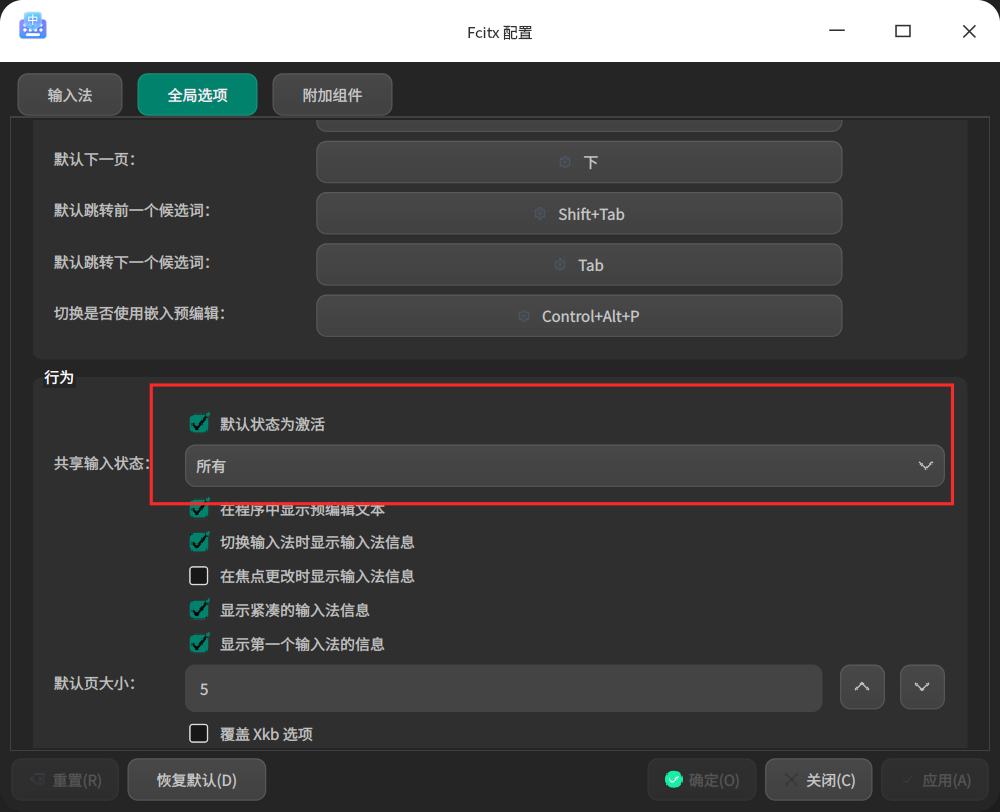 中
Fcitx 配置
输入法
全局选项
附加组件
默认下一页:
下
默认跳转前一个候选词:
Shift+Tab
默认跳转下一个候选词:
Tab
切换是否使用嵌入预编辑:
Control+Alt+P
行为
默认状态为激活
共享输入状态:
所有
在程序中显示预编辑文本
切换输入法时显示输入法信息
在焦点更改时显示输入法信息
显示紧凑的输入法信息
显示第一个输入法的信息
默认页大小:
5
覆盖 Xkb 选项
重置(R)
恢复默认(D)
确定(O)
关闭(C)
应用(A)